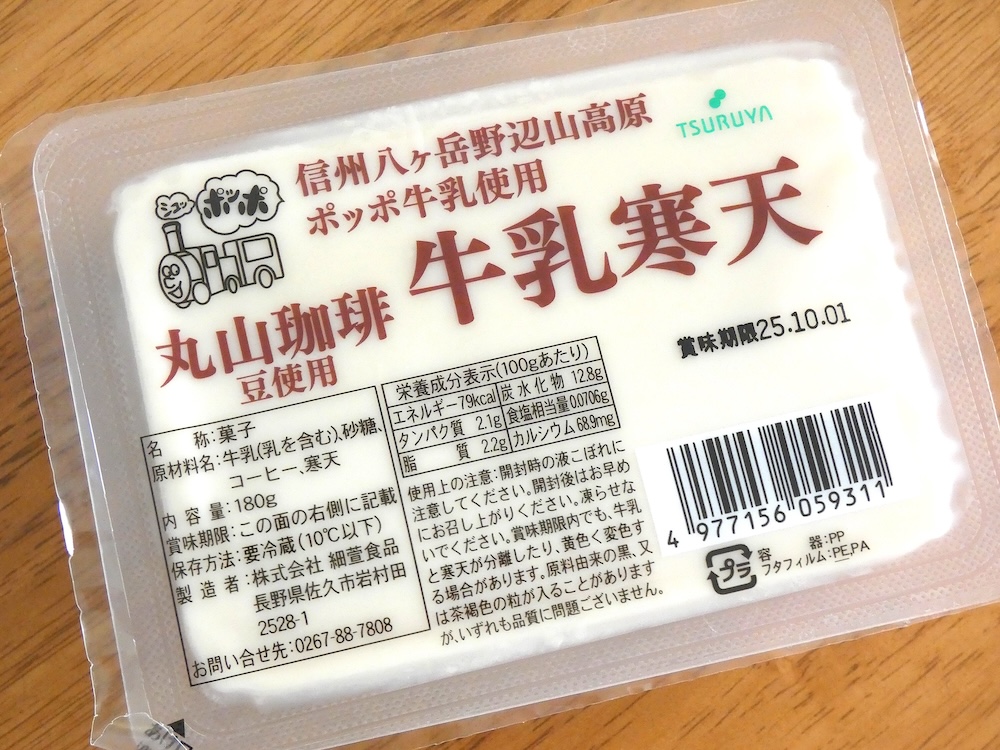 信州八ヶ岳野辺山高原
ポッポ牛乳使用
TSURUYA
シュッ
ポッポ
牛乳寒天
丸山珈琲
豆使用
賞味期限25.10.01
名 称:菓子
原材料名:牛乳(乳を含む)、砂糖、
コーヒー、寒天
内容量:180g
賞味期限:この面の右側に記載
保存方法:要冷蔵(10℃以下)
製造者:株式会社 細萱食品
長野県佐久市岩村田
2528-1
お問い合せ先:0267-88-7808
栄養成分表示(100gあたり)
エネルギー 79kcal 炭水化物 12.8g
タンパク質 2.1g 食塩相当量 0.0706g
脂質 2.2g カルシウム 68.9mg
使用上の注意:開封時の液こぼれに
注意してください。開封後はお早め
にお召し上がりください。凍らせな
いでください。賞味期限内でも、牛乳
と寒天が分離したり、黄色く変色す
る場合があります。原料由来の黒、又
は茶褐色の粒が入ることがあります
が、いずれも品質に問題ございません。
4 977156 059311
プラ
容 器:PP
フタフィルム:PE,PA